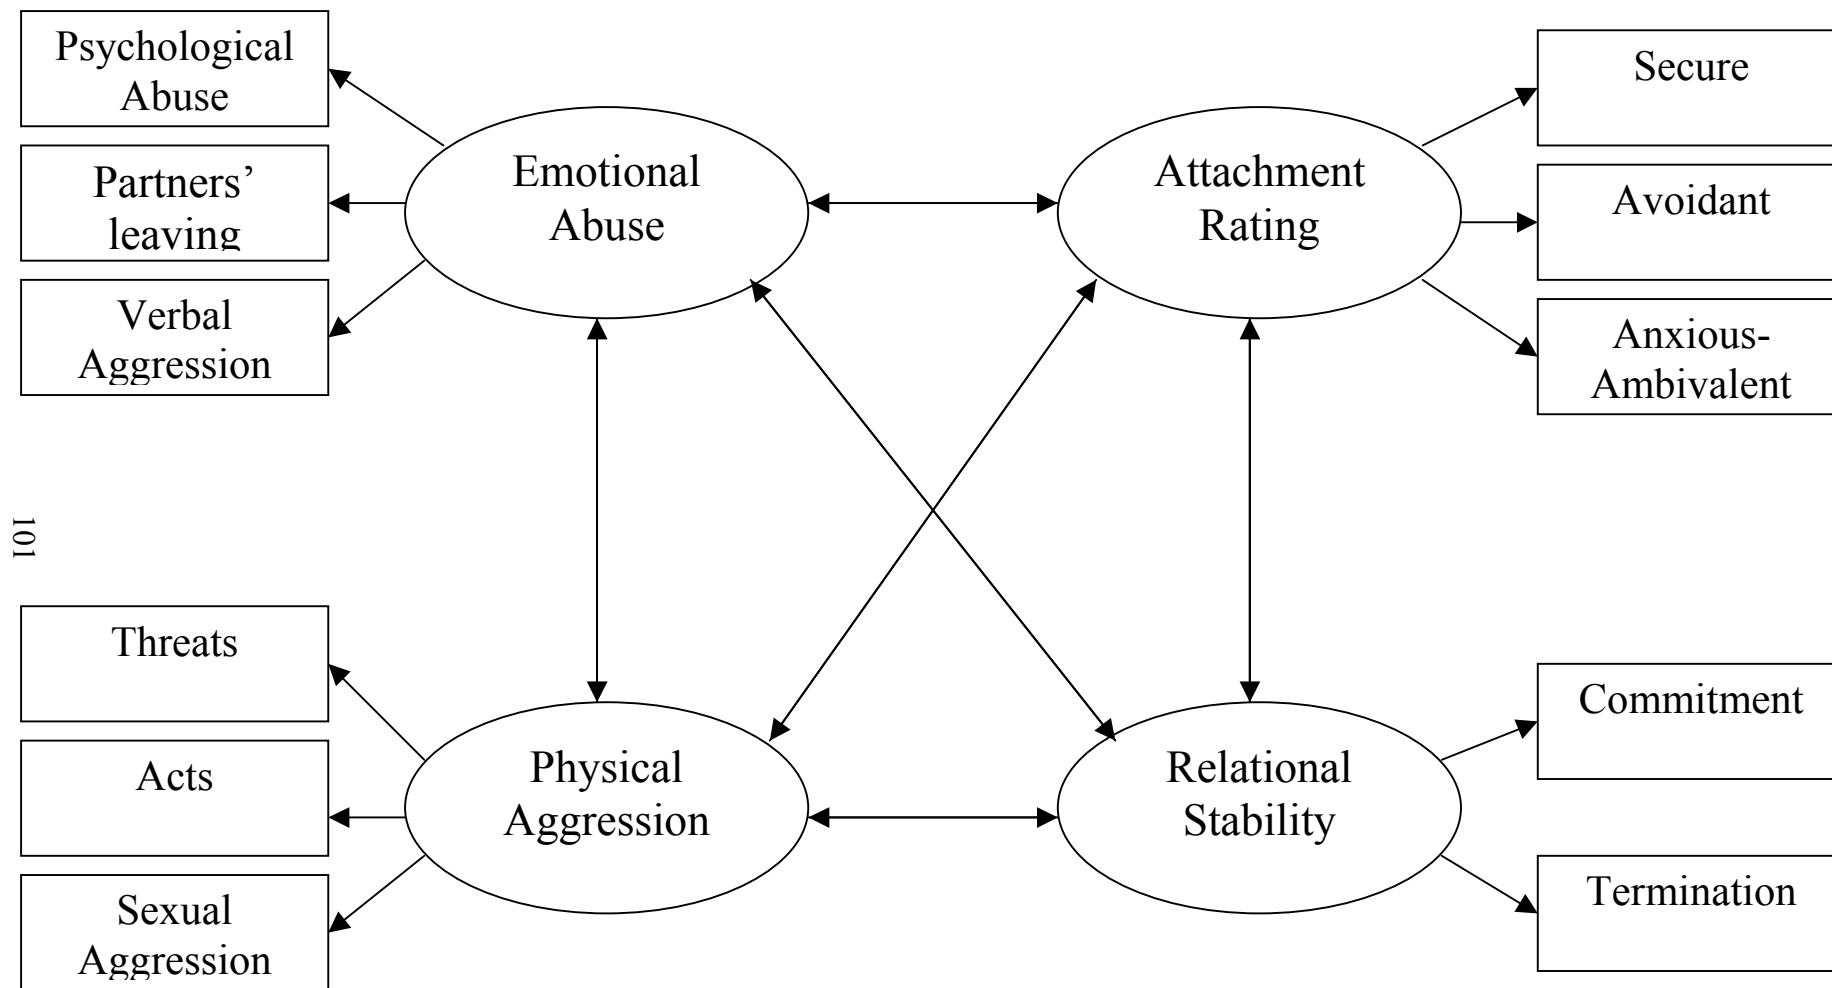 Psychological
Abuse
Partners’
leaving
Verbal
Aggression
Emotional
Abuse
Attachment
Rating
Secure
Avoidant
Anxious-
Ambivalent
101
Threats
Acts
Sexual
Aggression
Physical
Aggression
Relational
Stability
Commitment
Termination